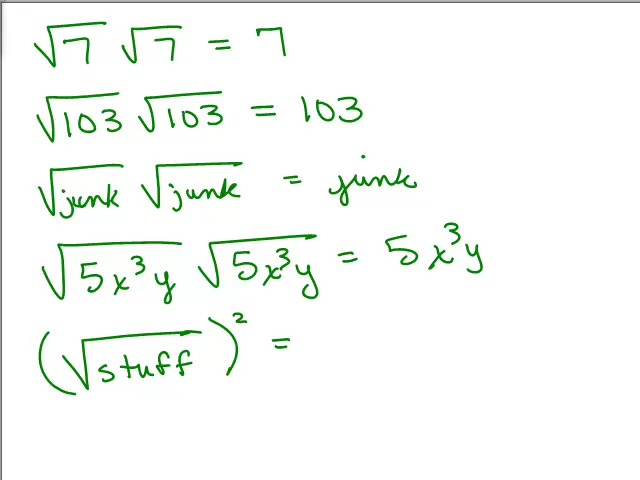 √7 √7 = 7
√103 √103 = 103
√junk √junk = junk
√5x³y √5x³y = 5x³y
(√stuff)² =